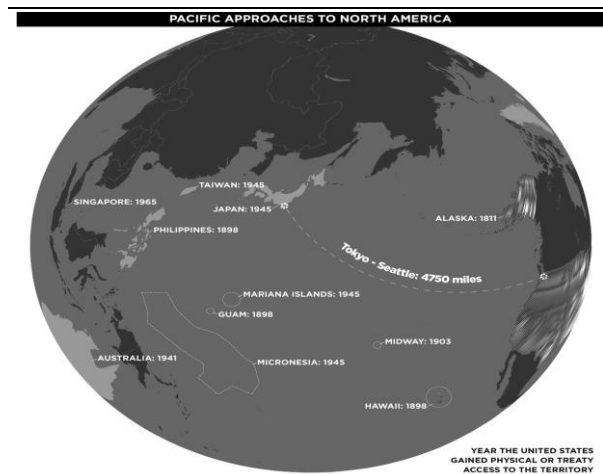 PACIFIC APPROACHES TO NORTH AMERICA
TAIWAN: 1945
SINGAPORE: 1965
JAPAN: 1945
ALASKA: 1811
PHILIPPINES: 1898
Tokyo - Seattle: 4750 miles
MARIANA ISLANDS: 1945
GUAM: 1898
MIDWAY: 1903
AUSTRALIA: 1941
MICRONESIA: 1945
HAWAII: 1898
YEAR THE UNITED STATES
GAINED PHYSICAL OR TREATY
ACCESS TO THE TERRITORY